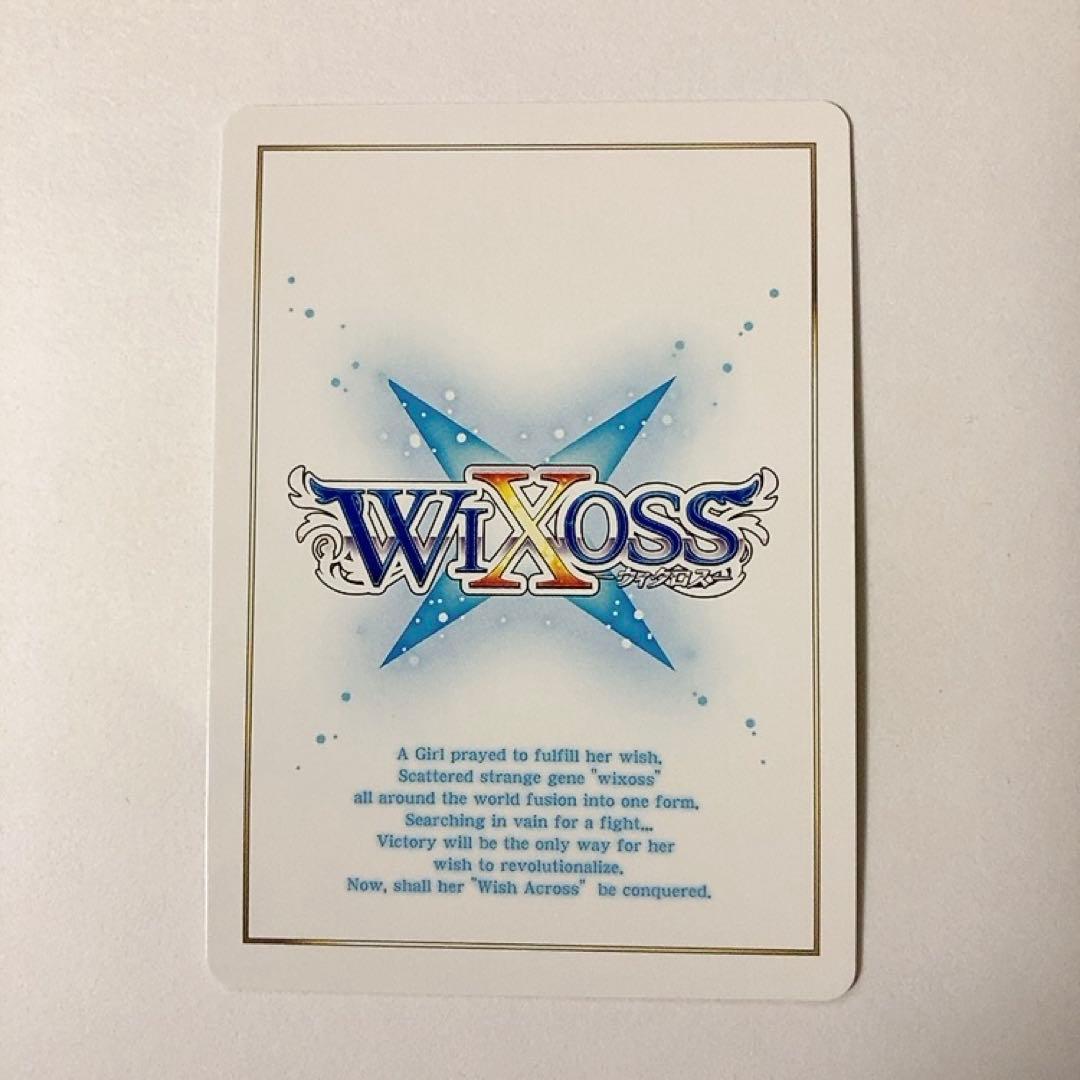 WIXOSS
ウィクロス
A Girl prayed to fulfill her wish.
Scattered strange gene "wixoss"
all around the world fusion into one form.
Searching in vain for a fight...
Victory will be the only way for her
wish to revolutionalize.
Now, shall her "Wish Across" be conquered.